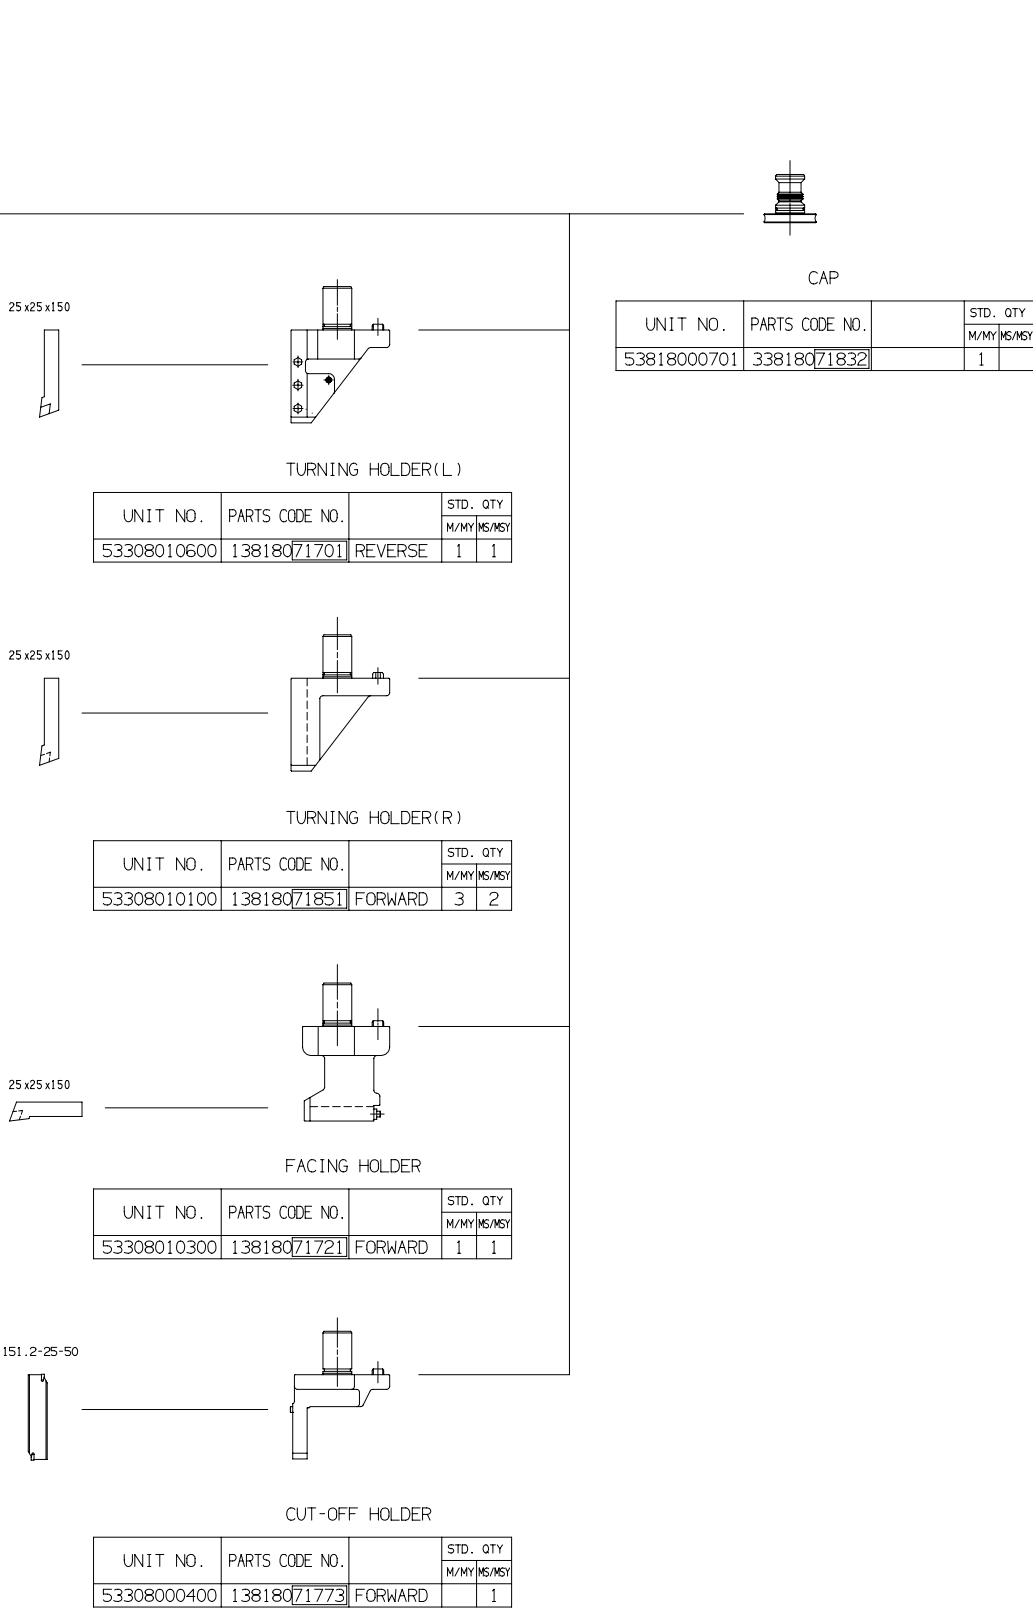 CAP
UNIT NO. PARTS CODE NO. STD. QTY
M/MY MS/MSY
53818000701 33818071832 1
25x25x150
TURNING HOLDER(L)
UNIT NO. PARTS CODE NO. STD. QTY
M/MY MS/MSY
53308010600 13818071701 REVERSE 1 1
25x25x150
TURNING HOLDER(R)
UNIT NO. PARTS CODE NO. STD. QTY
M/MY MS/MSY
53308010100 13818071851 FORWARD 3 2
25x25x150
FACING HOLDER
UNIT NO. PARTS CODE NO. STD. QTY
M/MY MS/MSY
53308010300 13818071721 FORWARD 1 1
151.2-25-50
CUT-OFF HOLDER
UNIT NO. PARTS CODE NO. STD. QTY
M/MY MS/MSY
53308000400 13818071773 FORWARD 1